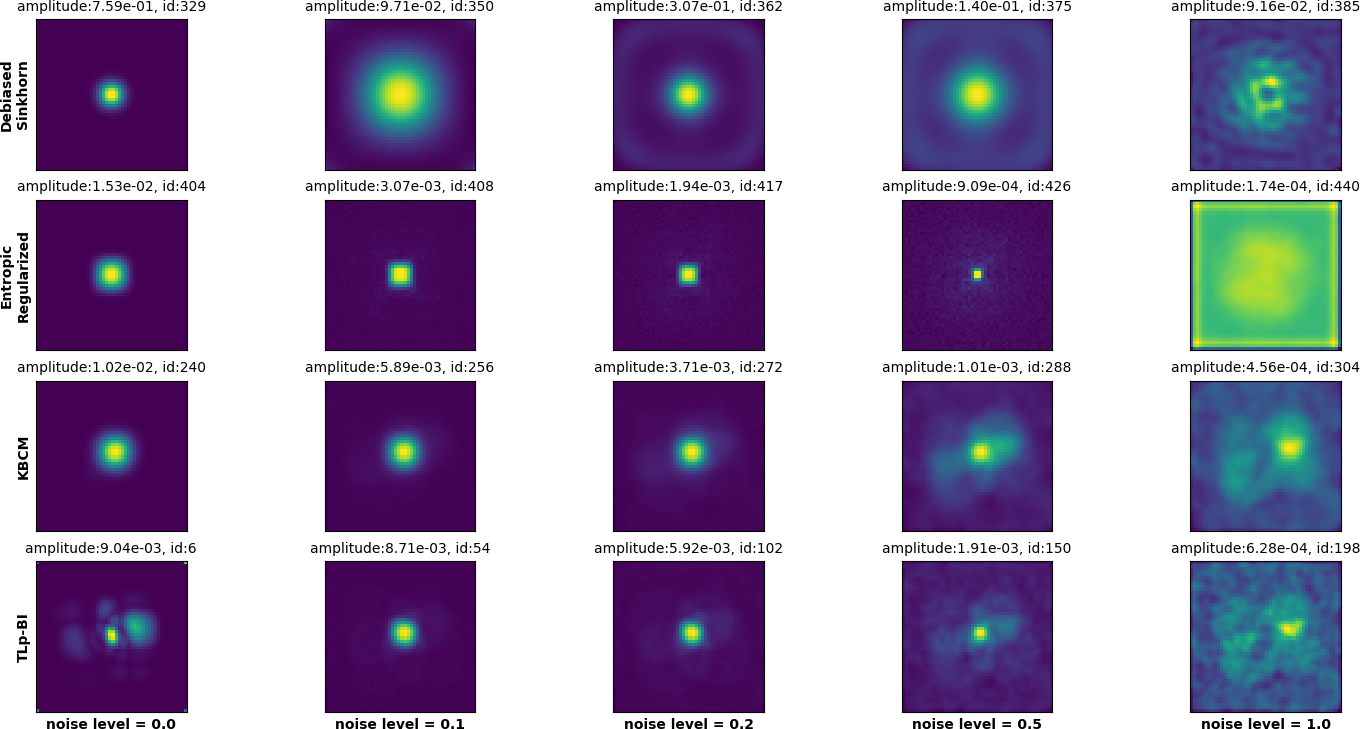 amplitude:7.59e-01, id:329
amplitude:9.71e-02, id:350
amplitude:3.07e-01, id:362
amplitude:1.40e-01, id:375
amplitude:9.16e-02, id:385
Debiased
Sinkhorn
amplitude:1.53e-02, id:404
amplitude:3.07e-03, id:408
amplitude:1.94e-03, id:417
amplitude:9.09e-04, id:426
amplitude:1.74e-04, id:440
Entropic
Regularized
amplitude:1.02e-02, id:240
amplitude:5.89e-03, id:256
amplitude:3.71e-03, id:272
amplitude:1.01e-03, id:288
amplitude:4.56e-04, id:304
KBCM
amplitude:9.04e-03, id:6
amplitude:8.71e-03, id:54
amplitude:5.92e-03, id:102
amplitude:1.91e-03, id:150
amplitude:6.28e-04, id:198
TLp-BI
noise level = 0.0
noise level = 0.1
noise level = 0.2
noise level = 0.5
noise level = 1.0